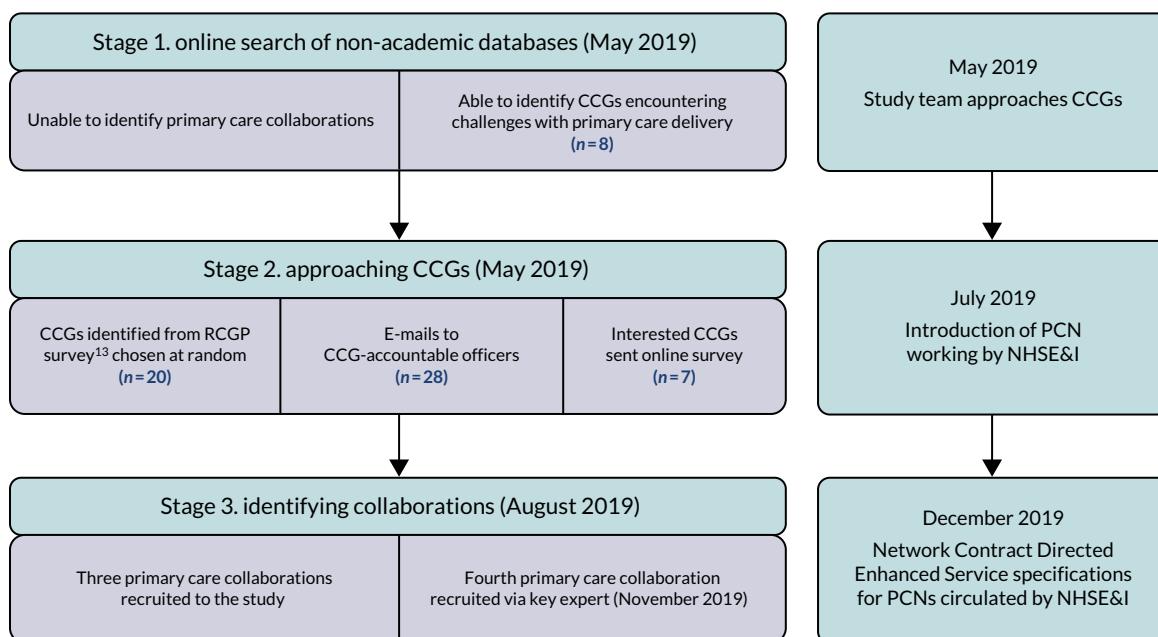 Stage 1. online search of non-academic databases (May 2019)
Unable to identify primary care collaborations
Able to identify CCGs encountering
challenges with primary care delivery
(n=8)
Stage 2. approaching CCGs (May 2019)
CCGs identified from RCGP
survey13 chosen at random
(n=20)
E-mails to
CCG-accountable officers
(n=28)
Interested CCGs
sent online survey
(n=7)
Stage 3. identifying collaborations (August 2019)
Three primary care collaborations
recruited to the study
Fourth primary care collaboration
recruited via key expert (November 2019)
May 2019
Study team approaches CCGs
July 2019
Introduction of PCN
working by NHSE&I
December 2019
Network Contract Directed
Enhanced Service specifications
for PCNs circulated by NHSE&I